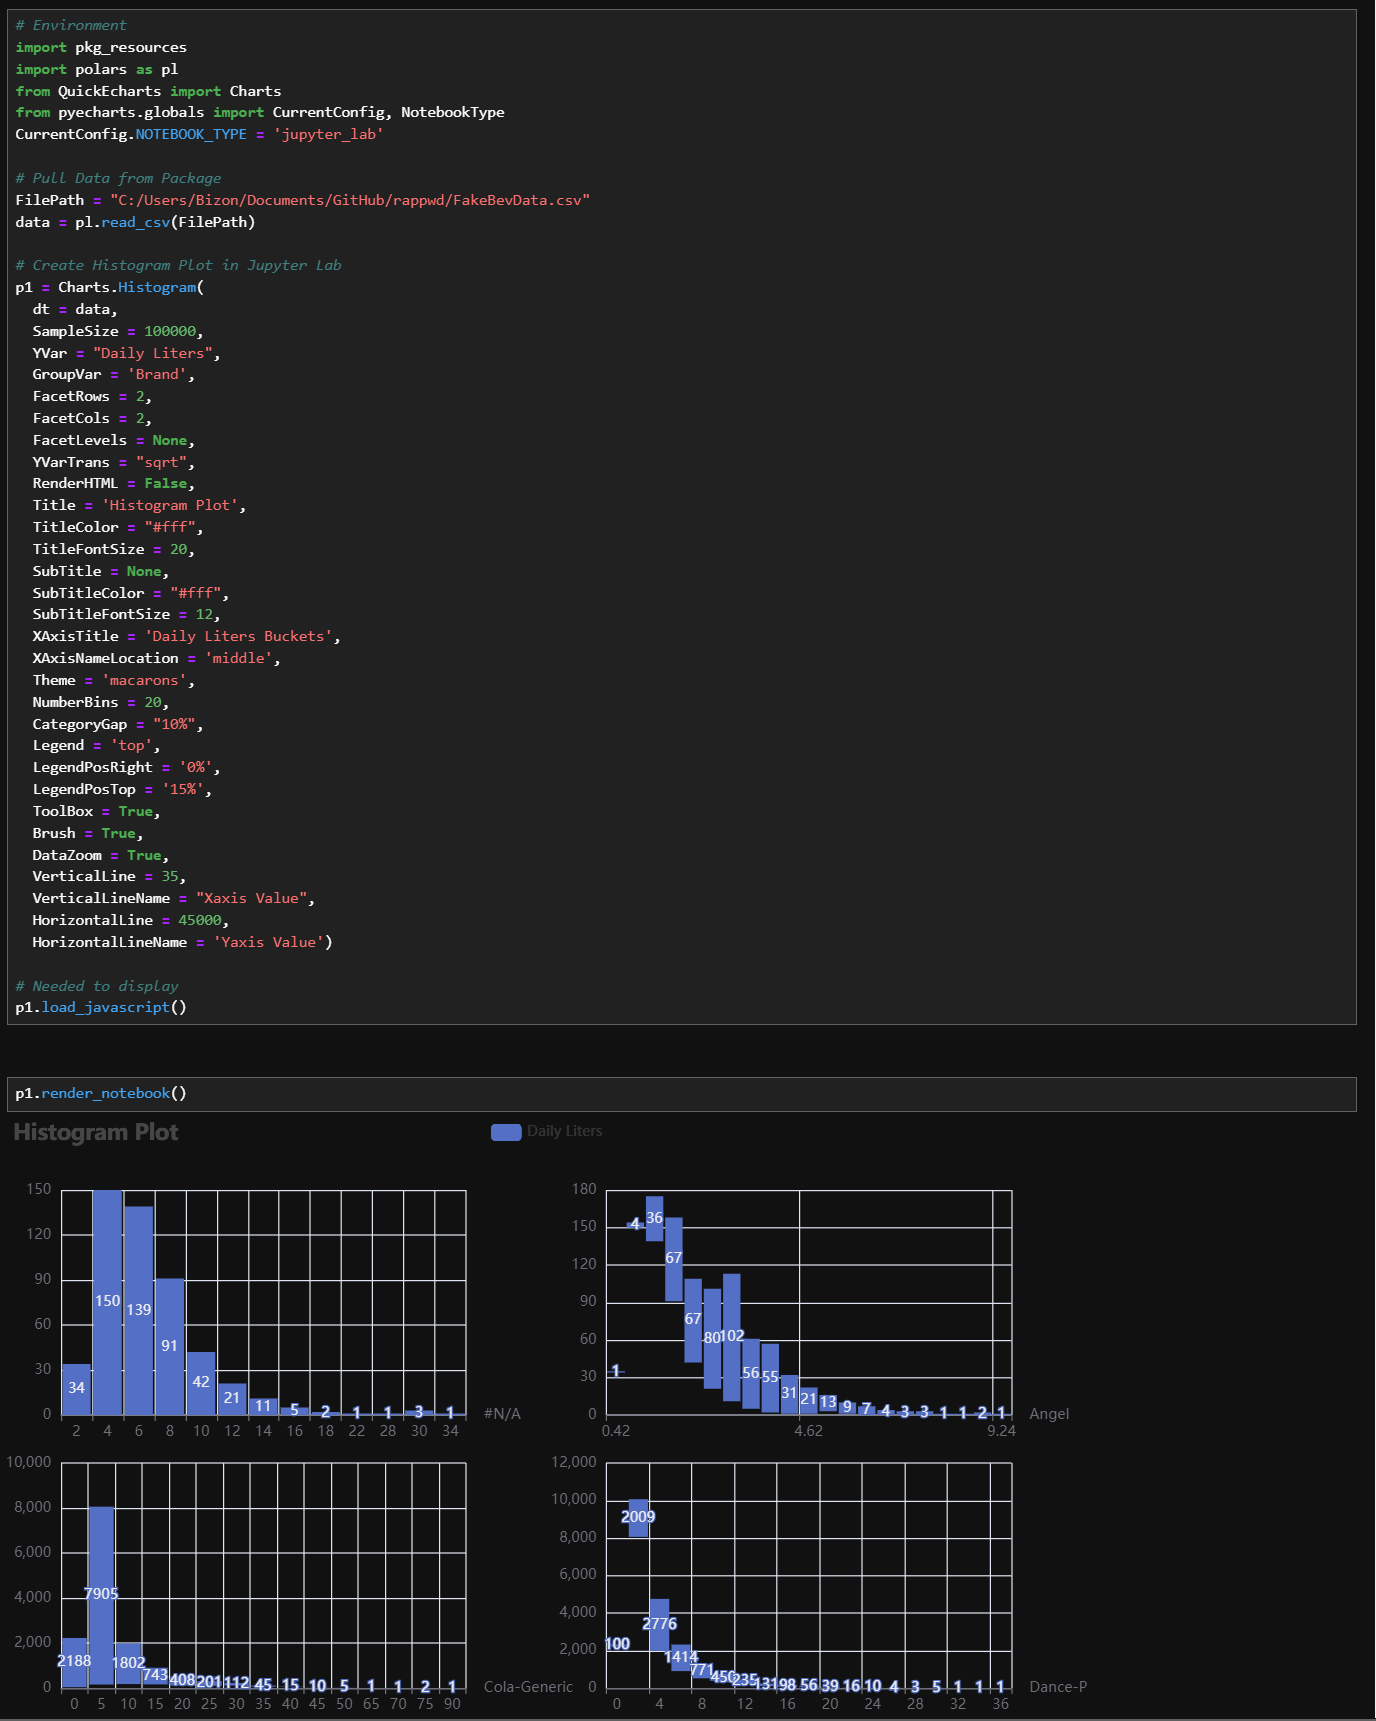 # Environment
import pkg_resources
import polars as pl
from QuickEcharts import Charts
from pyecharts.globals import CurrentConfig, NotebookType
CurrentConfig.NOTEBOOK_TYPE = 'jupyter_lab'
# Pull Data from Package
FilePath = "C:/Users/Bizon/Documents/GitHub/rappwd/FakeBevData.csv"
data = pl.read_csv(FilePath)
# Create Histogram Plot in Jupyter Lab
p1 = Charts.Histogram(
dt = data,
SampleSize = 100000,
YVar = "Daily Liters",
GroupVar = 'Brand',
FacetRows = 2,
FacetCols = 2,
FacetLevels = None,
YVarTrans = "sqrt",
RenderHTML = False,
Title = 'Histogram Plot',
TitleColor = "#fff",
TitleFontSize = 20,
SubTitle = None,
SubTitleColor = "#fff",
SubTitleFontSize = 12,
XAxisTitle = 'Daily Liters Buckets',
XAxisNameLocation = 'middle',
Theme = 'macarons',
NumberBins = 20,
CategoryGap = "10%",
Legend = 'top',
LegendPosRight = '0%',
LegendPosTop = '15%',
ToolBox = True,
Brush = True,
DataZoom = True,
VerticalLine = 35,
VerticalLineName = "Xaxis Value",
HorizontalLine = 45000,
HorizontalLineName = 'Yaxis Value')
# Needed to display
p1.load_javascript()
p1.render_notebook()
Histogram Plot
Daily Liters
150
120
90
60
30
0
34 150 139 91 42 21 11 5 2 1 1 3 1
#N/A
2 4 6 8 10 12 14 16 18 22 28 30 34
180
150
120
90
60
30
0
1 4 36 67 67 80 102 56 55 31 21 13 9 7 4 3 3 1 1 2 1
Angel
0.42 4.62 9.24
10,000
8,000
6,000
4,000
2,000
0
2188 7905 1802 743 408 201 112 45 15 10 5 1 1 2 1
Cola-Generic
0 5 10 15 20 25 30 35 40 45 50 65 70 75 90
12,000
10,000
8,000
6,000
4,000
2,000
0
100 2009 2776 1414 771 450 235 131 98 56 39 16 10 4 3 5 1 1 1
Dance-P
0 4 8 12 16 20 24 28 32 36